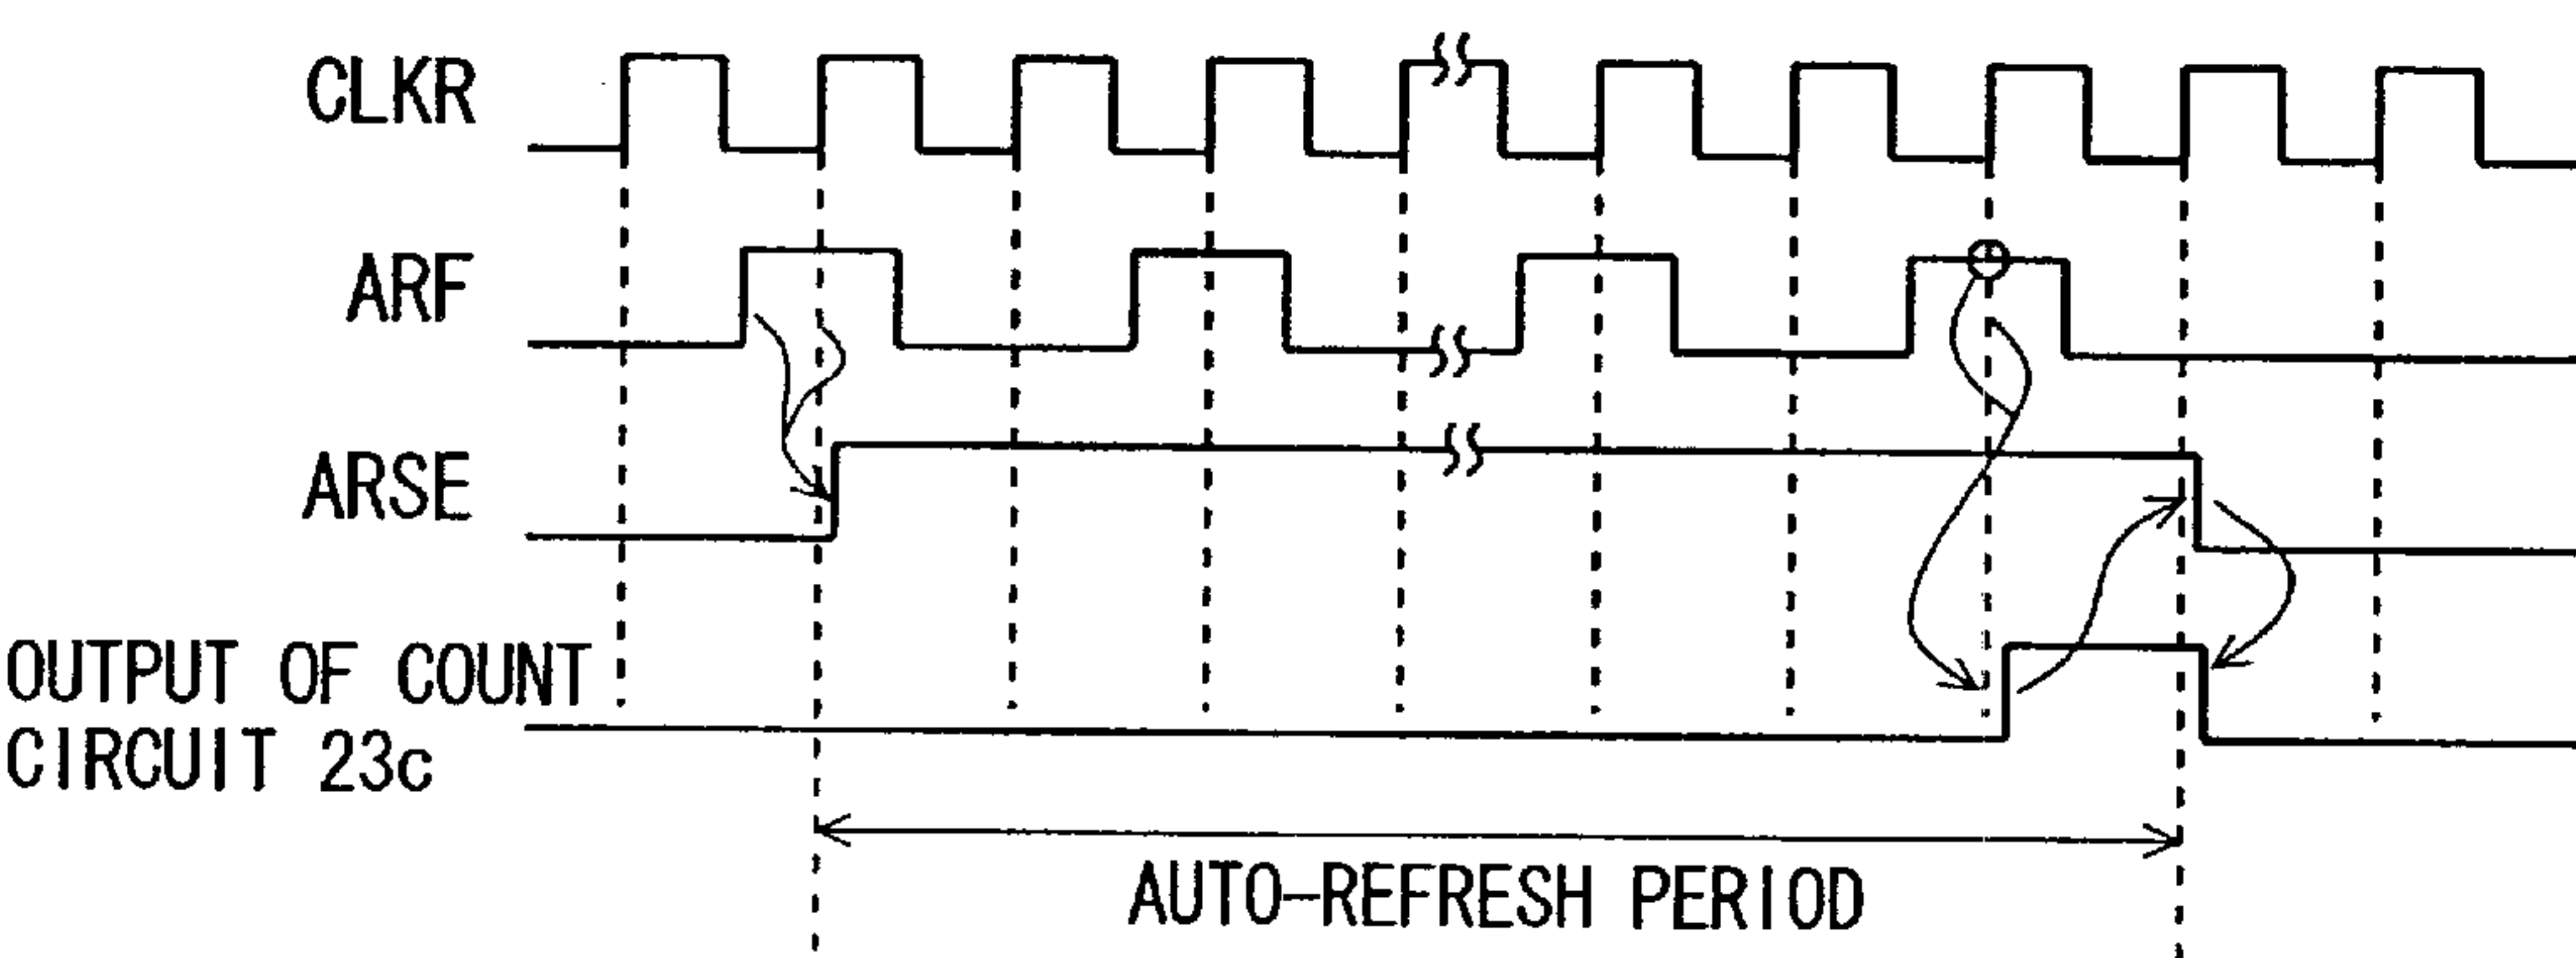 CLKR
ARF
ARSE
OUTPUT OF COUNT
CIRCUIT 23c
AUTO-REFRESH PERIOD